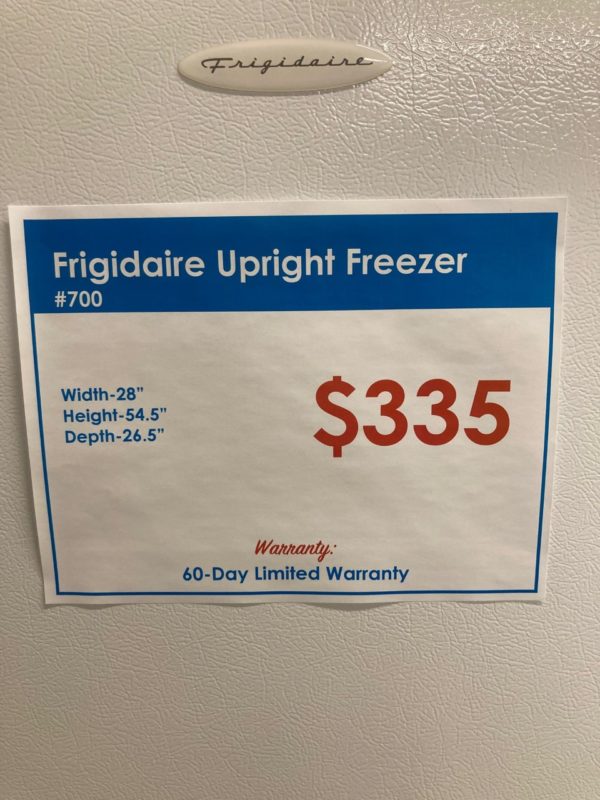 Frigidaire
Frigidaire Upright Freezer
#700
Width-28”
Height-54.5”
Depth-26.5”
$335
Warranty:
60-Day Limited Warranty